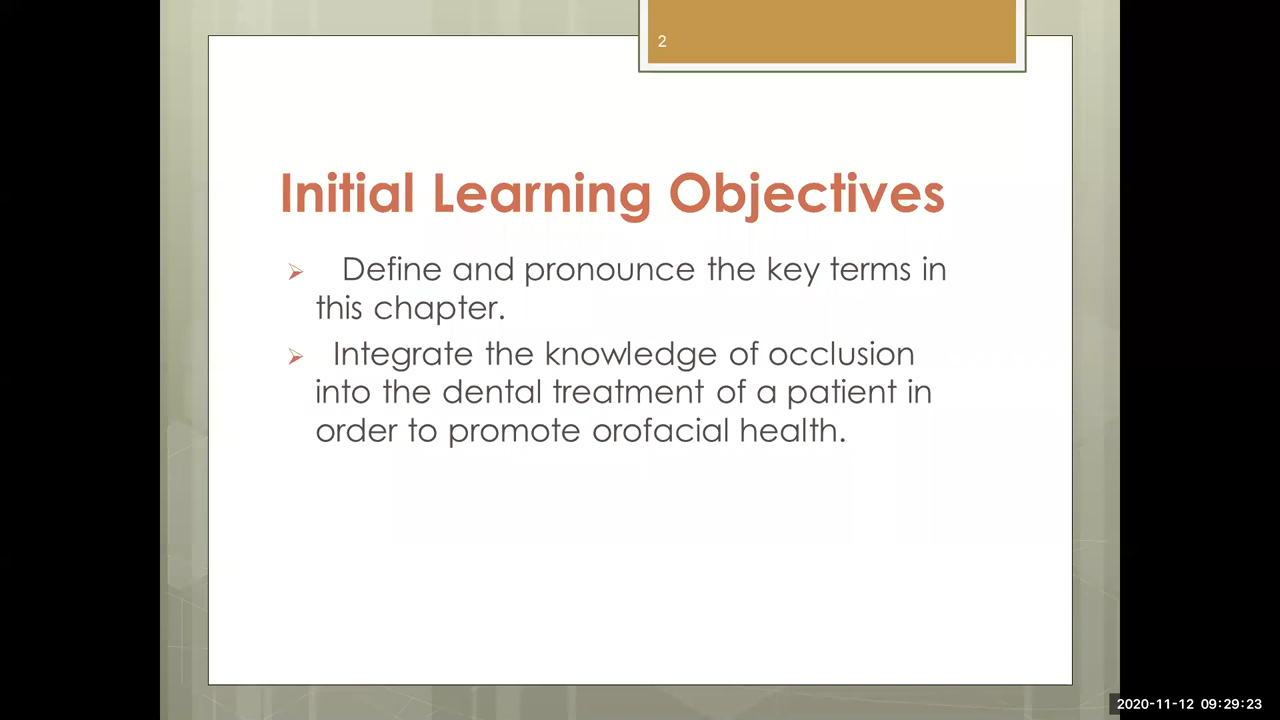 2
Initial Learning Objectives
➢ Define and pronounce the key terms in
this chapter.
➢ Integrate the knowledge of occlusion
into the dental treatment of a patient in
order to promote orofacial health.
2020-11-12 09:29:23